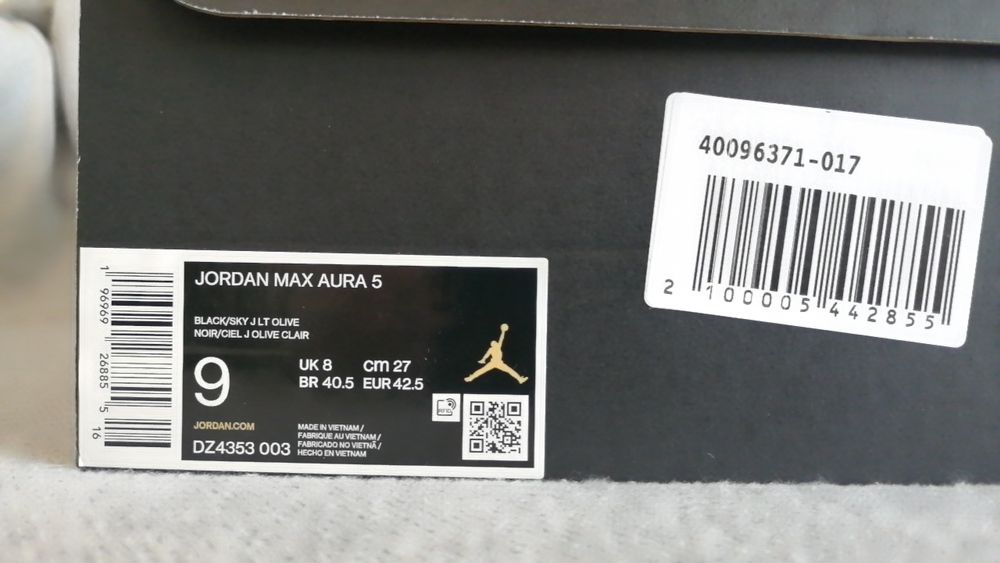 40096371-017
2 100005 442855
JORDAN MAX AURA 5
BLACK/SKY J LT OLIVE
NOIR/CIEL J OLIVE CLAIR
9
UK 8 cm 27
BR 40.5 EUR 42.5
RFID
JORDAN.COM
DZ4353 003
MADE IN VIETNAM /
FABRIQUE AU VIETNAM /
FABRICADO NO VIETNÃ /
HECHO EN VIETNAM
1 96969 26885 5 16